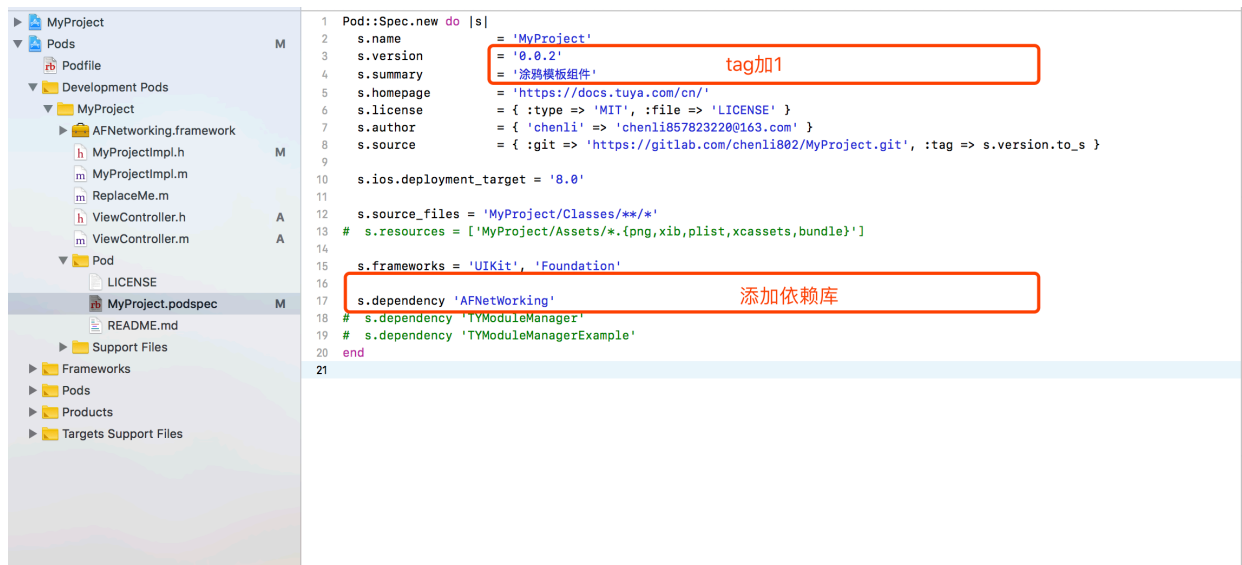 MyProject
Pods M
Podfile
Development Pods
MyProject
AFNetworking.framework
h MyProjectImpl.h M
m MyProjectImpl.m
m ReplaceMe.m
h ViewController.h A
m ViewController.m A
Pod
LICENSE
rb MyProject.podspec M
README.md
Support Files
Frameworks
Pods
Products
Targets Support Files
1 Pod::Spec.new do |s|
2 s.name = 'MyProject'
3 s.version = '0.0.2'
tag加1
4 s.summary = '涂鸦模板组件'
5 s.homepage = 'https://docs.tuya.com/cn/'
6 s.license = { :type => 'MIT', :file => 'LICENSE' }
7 s.author = { 'chenli' => 'chenli857823220@163.com' }
8 s.source = { :git => 'https://gitlab.com/chenli802/MyProject.git', :tag => s.version.to_s }
9
10 s.ios.deployment_target = '8.0'
11
12 s.source_files = 'MyProject/Classes/**/*'
13 # s.resources = ['MyProject/Assets/*.{png,xib,plist,xcassets,bundle}']
14
15 s.frameworks = 'UIKit', 'Foundation'
16
17 s.dependency 'AFNetWorking'
添加依赖库
18 # s.dependency 'TYModuleManager'
19 # s.dependency 'TYModuleManagerExample'
20 end
21